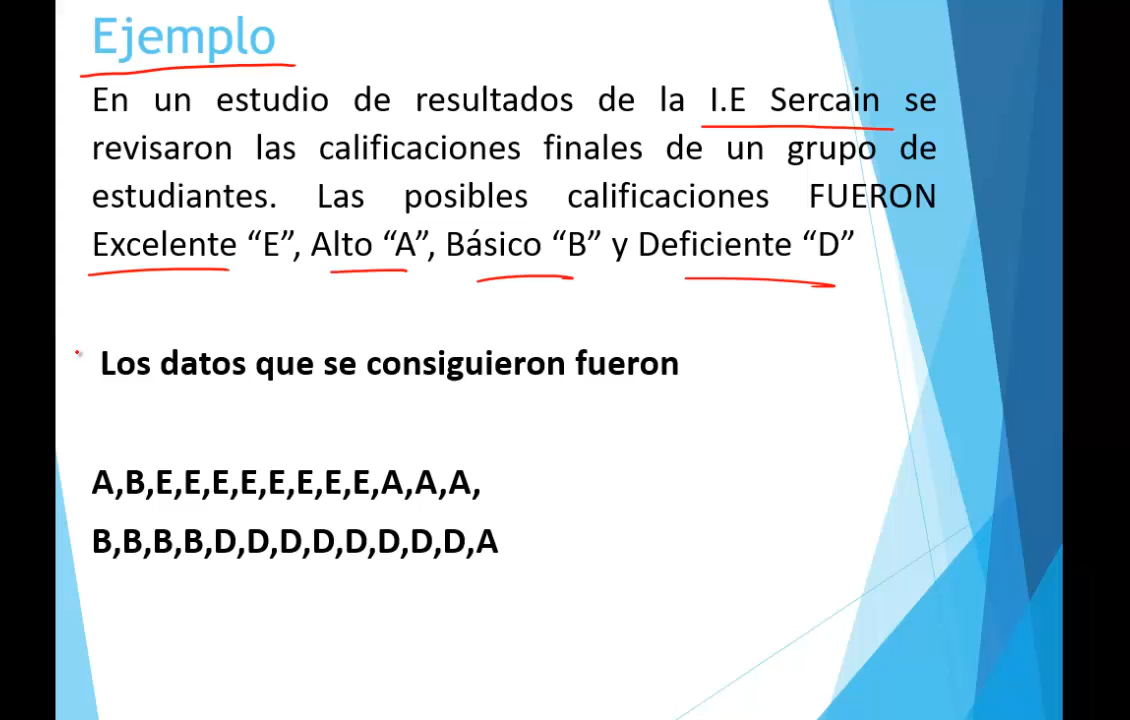 Ejemplo
En un estudio de resultados de la I.E Sercain se
revisaron las calificaciones finales de un grupo de
estudiantes. Las posibles calificaciones FUERON
Excelente “E”, Alto “A”, Básico “B” y Deficiente “D”
Los datos que se consiguieron fueron
A,B,E,E,E,E,E,E,E,E,A,A,A,
B,B,B,B,D,D,D,D,D,D,D,D,A